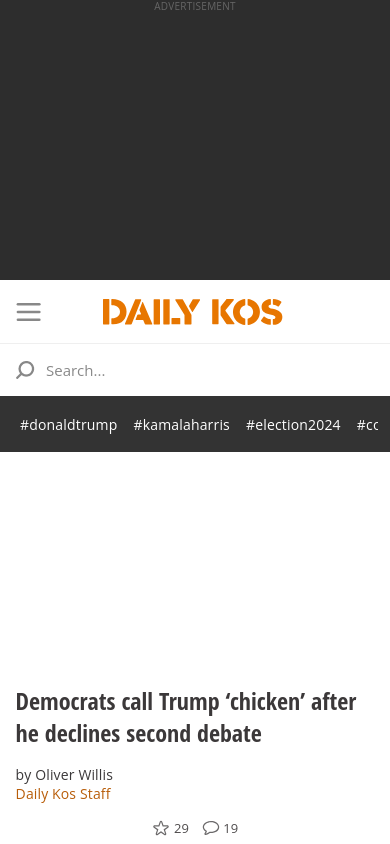 ADVERTISEMENT
DAILY KOS
Search...
#donaldtrump #kamalaharris #election2024
Democrats call Trump ‘chicken’ after
he declines second debate
by Oliver Willis
Daily Kos Staff
29 19